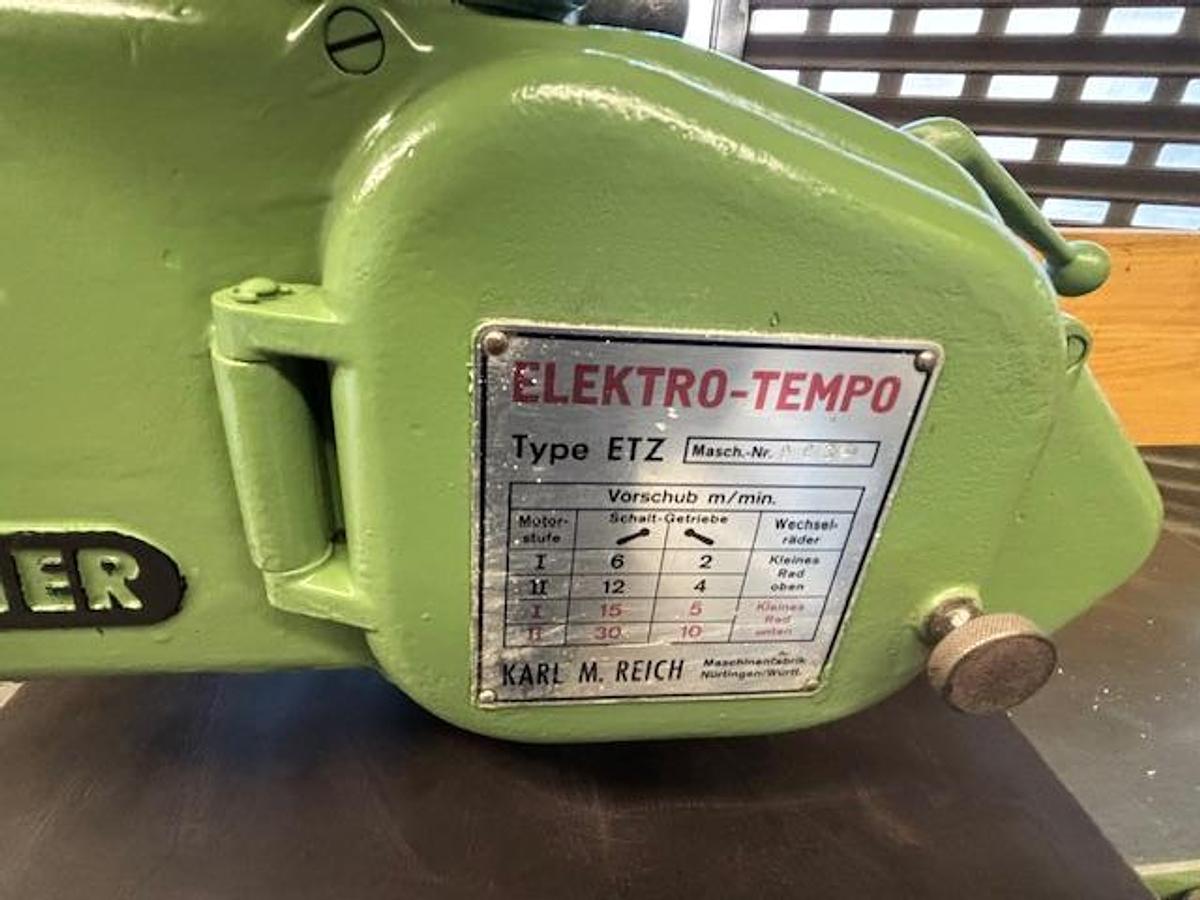 ELEKTRO-TEMPO
Type ETZ Masch.-Nr.
Vorschub m/min.
Motor-stufe Schalt-Getriebe Wechsel-räder
I 6 2 Kleines Rad oben
II 12 4
I 15 5 Kleines Rad unten
II 30 10
KARL M. REICH Maschinenfabrik Nürtingen/Württ.